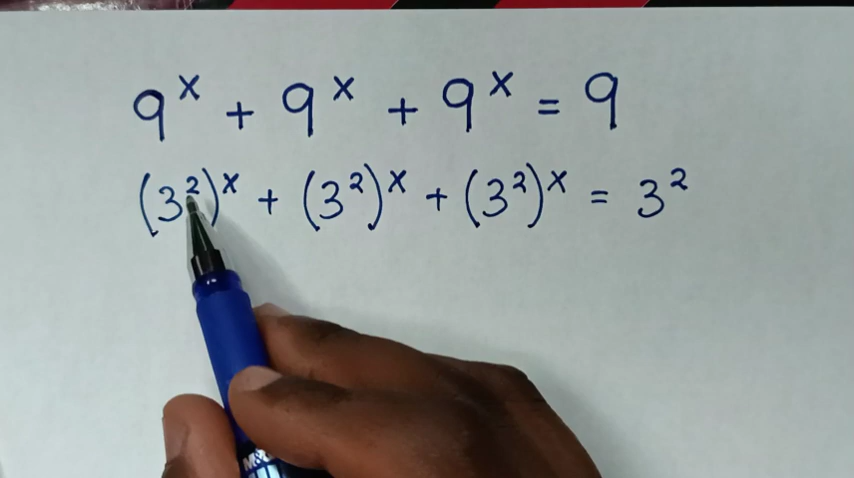 9^x + 9^x + 9^x = 9
(3^2)^x + (3^2)^x + (3^2)^x = 3^2